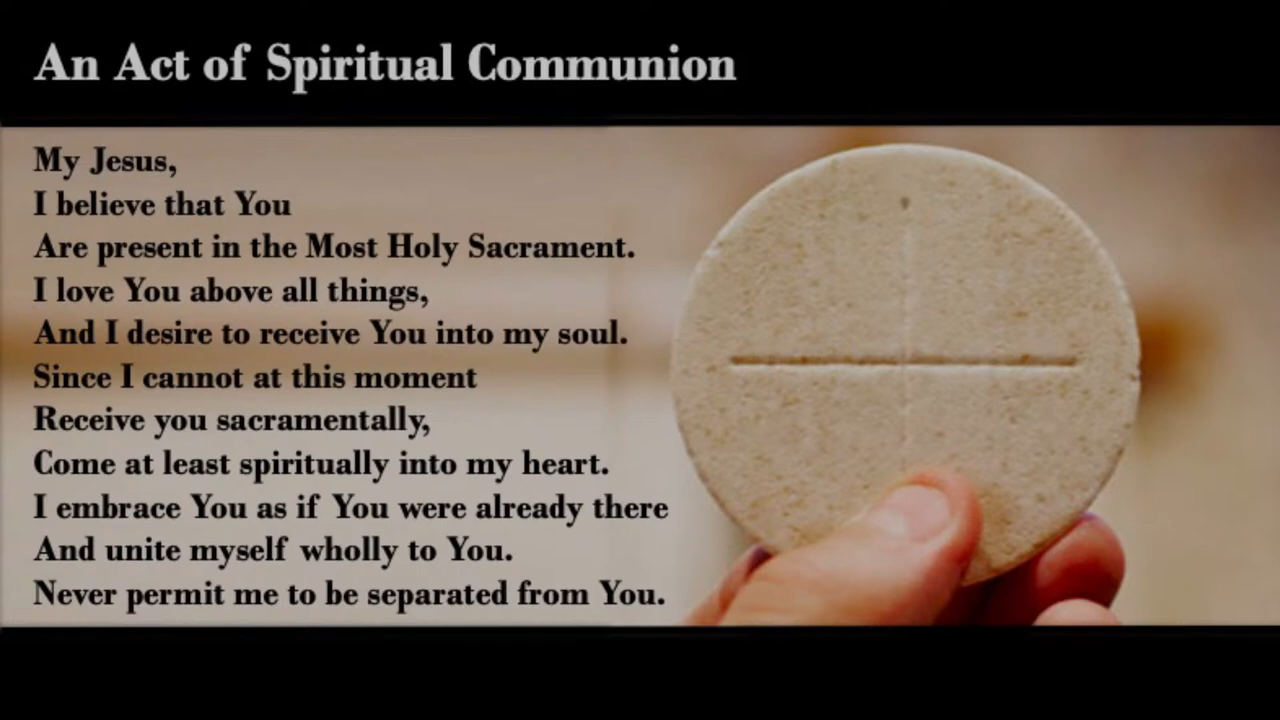 An Act of Spiritual Communion
My Jesus,
I believe that You
Are present in the Most Holy Sacrament.
I love You above all things,
And I desire to receive You into my soul.
Since I cannot at this moment
Receive you sacramentally,
Come at least spiritually into my heart.
I embrace You as if You were already there
And unite myself wholly to You.
Never permit me to be separated from You.